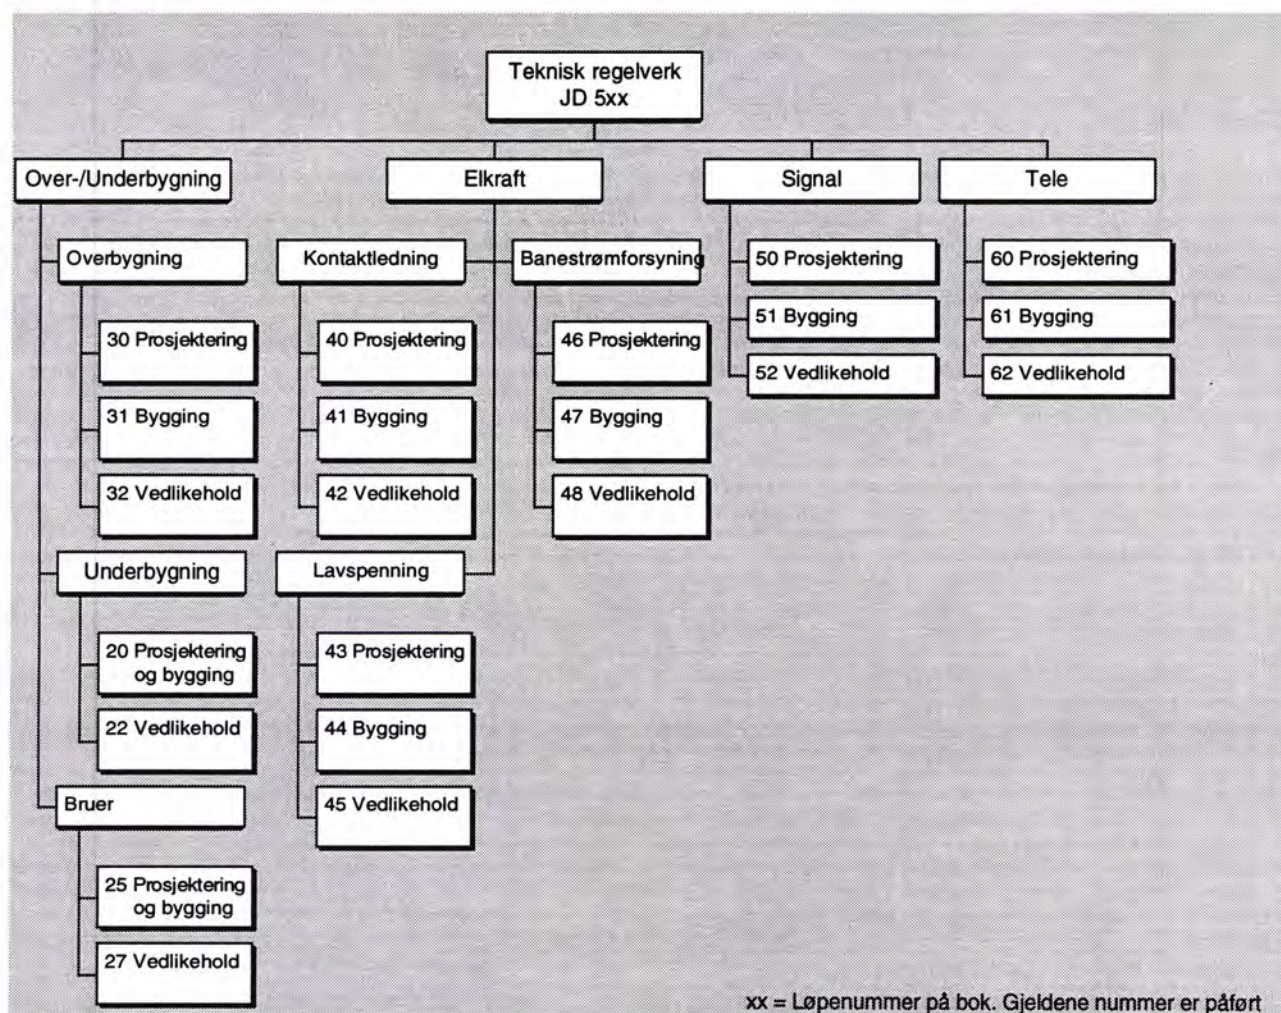 Teknisk regelverk
JD 5xx
Over-/Underbygning
Elkraft
Signal
Tele
Overbygning
30 Prosjektering
31 Bygging
32 Vedlikehold
Underbygning
20 Prosjektering
og bygging
22 Vedlikehold
Bruer
25 Prosjektering
og bygging
27 Vedlikehold
Kontaktledning
40 Prosjektering
41 Bygging
42 Vedlikehold
Lavspenning
43 Prosjektering
44 Bygging
45 Vedlikehold
Banestrømforsyning
46 Prosjektering
47 Bygging
48 Vedlikehold
50 Prosjektering
51 Bygging
52 Vedlikehold
60 Prosjektering
61 Bygging
62 Vedlikehold
xx = Løpenummer på bok. Gjeldene nummer er påført